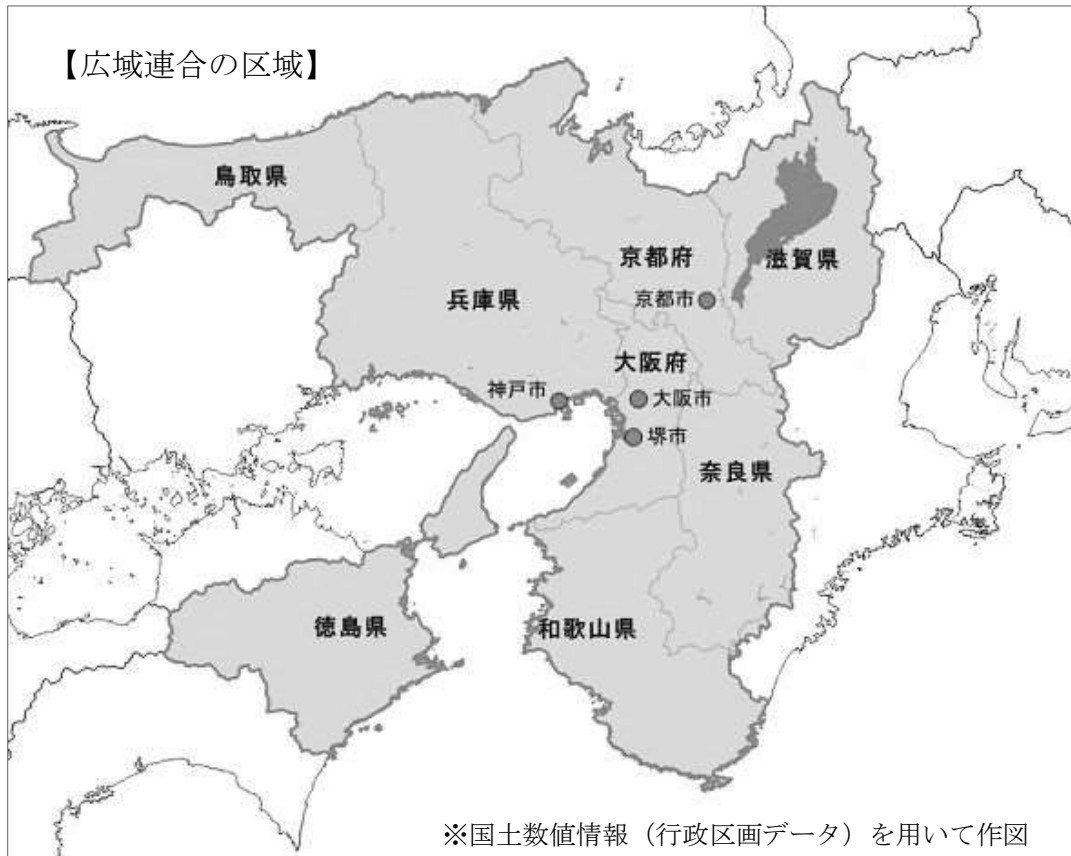 【広域連合の区域】
鳥取県
京都府
滋賀県
兵庫県
京都市
大阪府
神戸市
大阪市
堺市
奈良県
徳島県
和歌山県
※国土数値情報（行政区画データ）を用いて作図